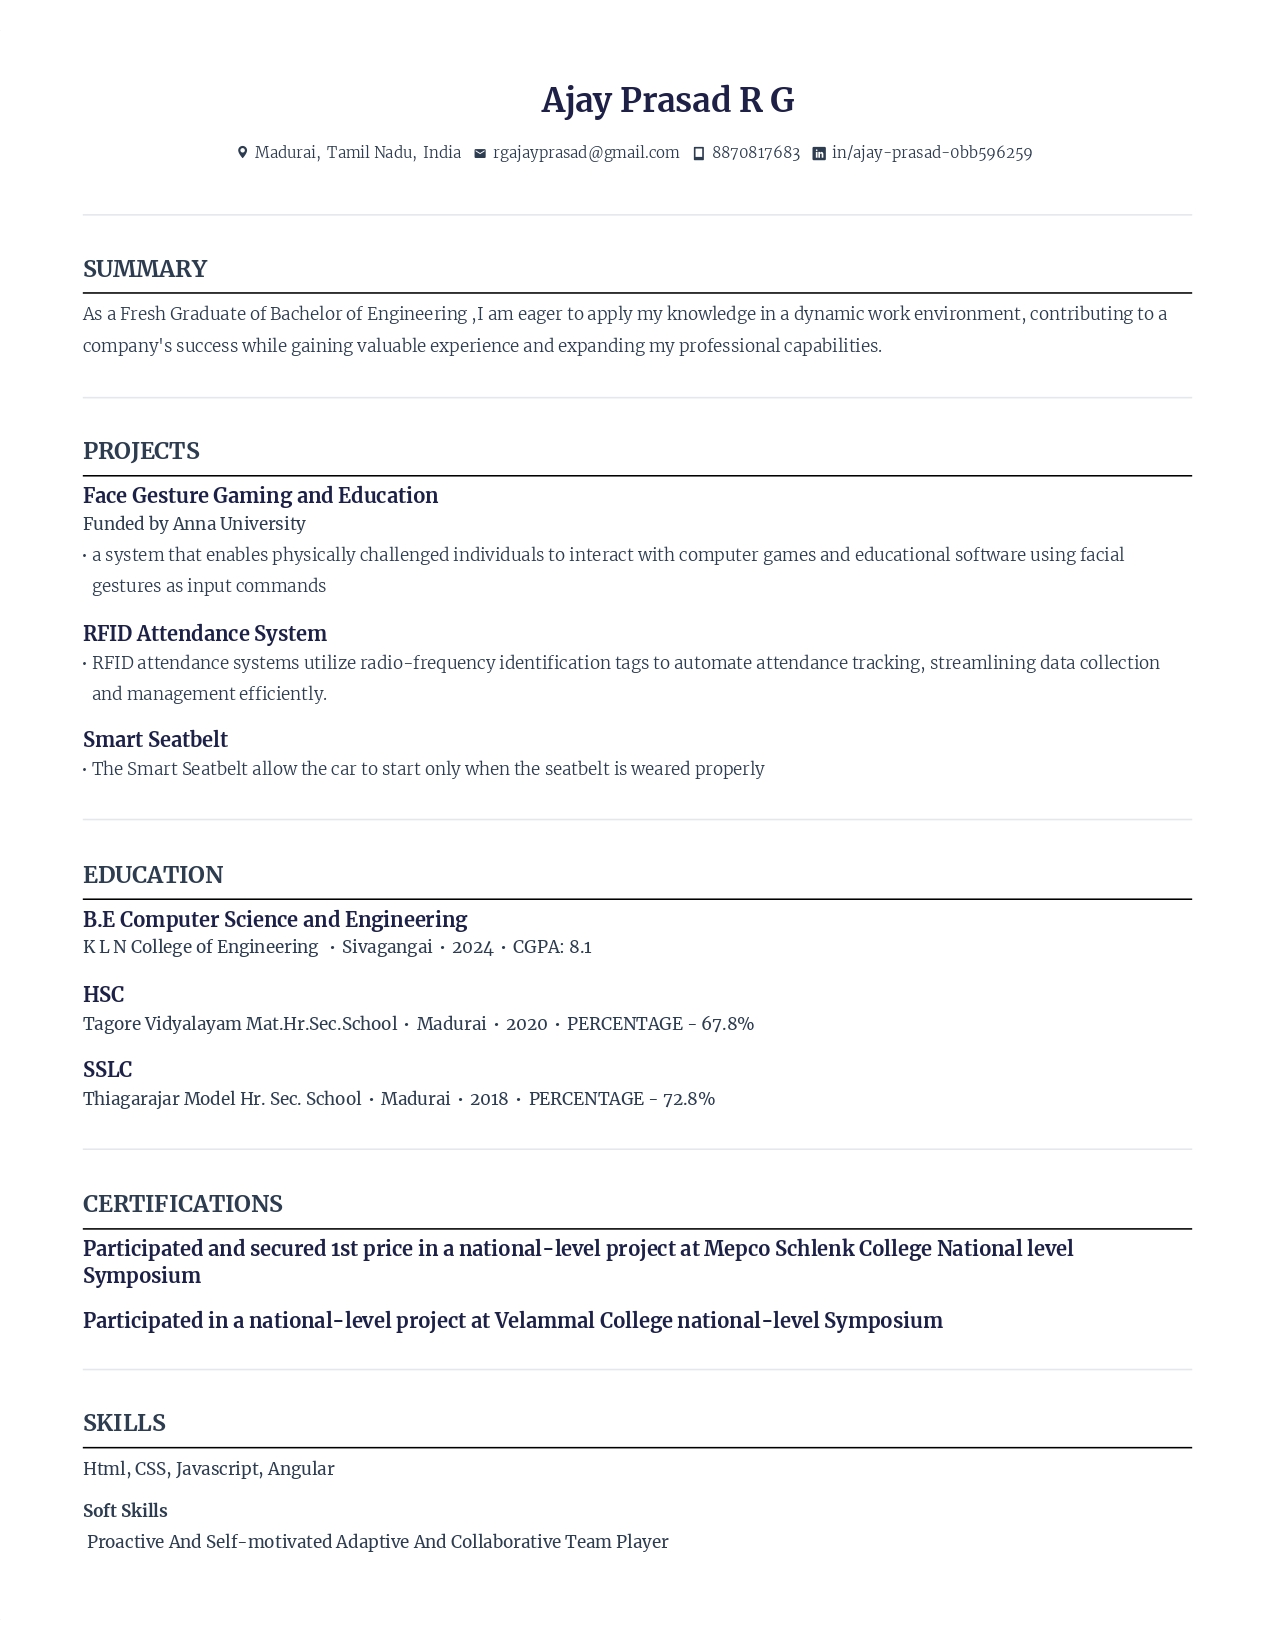 Ajay Prasad R G
Madurai, Tamil Nadu, India rgajayprasad@gmail.com 8870817683 in/ajay-prasad-0bb596259
SUMMARY
As a Fresh Graduate of Bachelor of Engineering ,I am eager to apply my knowledge in a dynamic work environment, contributing to a
company's success while gaining valuable experience and expanding my professional capabilities.
PROJECTS
Face Gesture Gaming and Education
Funded by Anna University
• a system that enables physically challenged individuals to interact with computer games and educational software using facial
gestures as input commands
RFID Attendance System
• RFID attendance systems utilize radio-frequency identification tags to automate attendance tracking, streamlining data collection
and management efficiently.
Smart Seatbelt
• The Smart Seatbelt allow the car to start only when the seatbelt is weared properly
EDUCATION
B.E Computer Science and Engineering
K L N College of Engineering • Sivagangai • 2024 • CGPA: 8.1
HSC
Tagore Vidyalayam Mat.Hr.Sec.School • Madurai • 2020 • PERCENTAGE - 67.8%
SSLC
Thiagarajar Model Hr. Sec. School • Madurai • 2018 • PERCENTAGE - 72.8%
CERTIFICATIONS
Participated and secured 1st price in a national-level project at Mepco Schlenk College National level
Symposium
Participated in a national-level project at Velammal College national-level Symposium
SKILLS
Html, CSS, Javascript, Angular
Soft Skills
Proactive And Self-motivated Adaptive And Collaborative Team Player